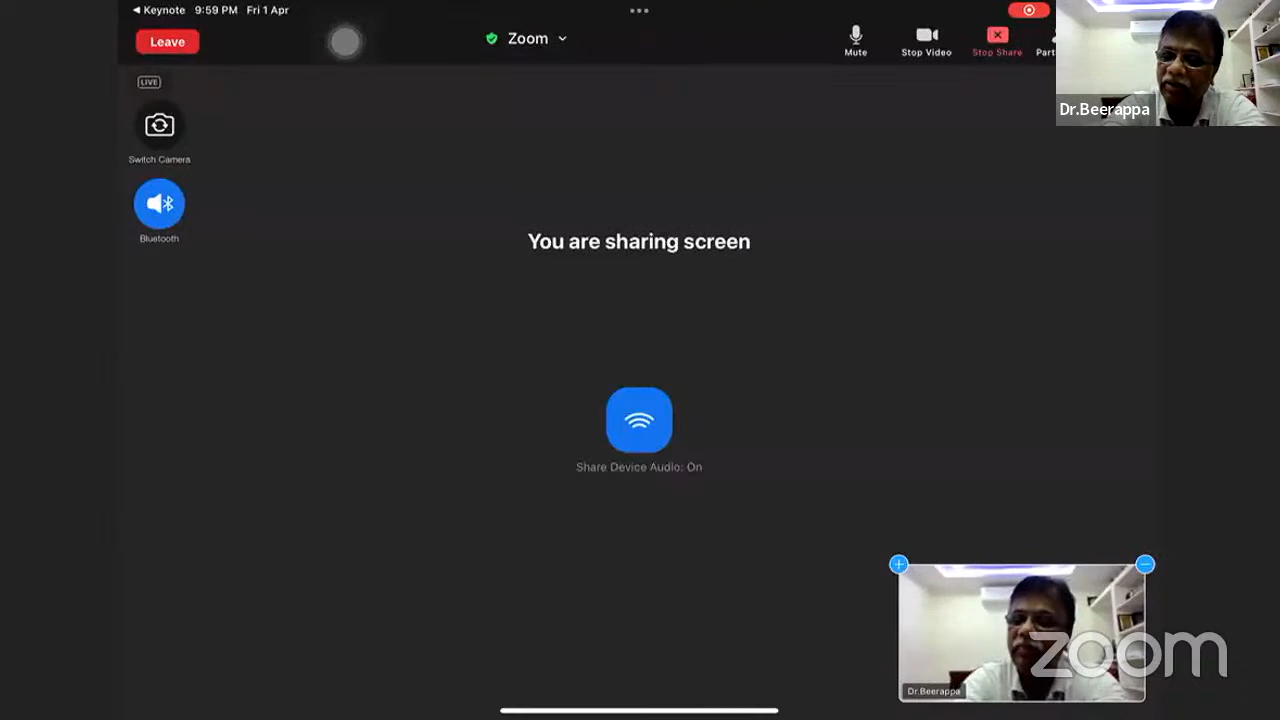 Keynote 9:59 PM Fri 1 Apr
Leave
Zoom
Mute
Stop Video
Stop Share
Part
Dr.Beerappa
LIVE
Switch Camera
Bluetooth
You are sharing screen
Share Device Audio: On
Dr.Beerappa
zoom